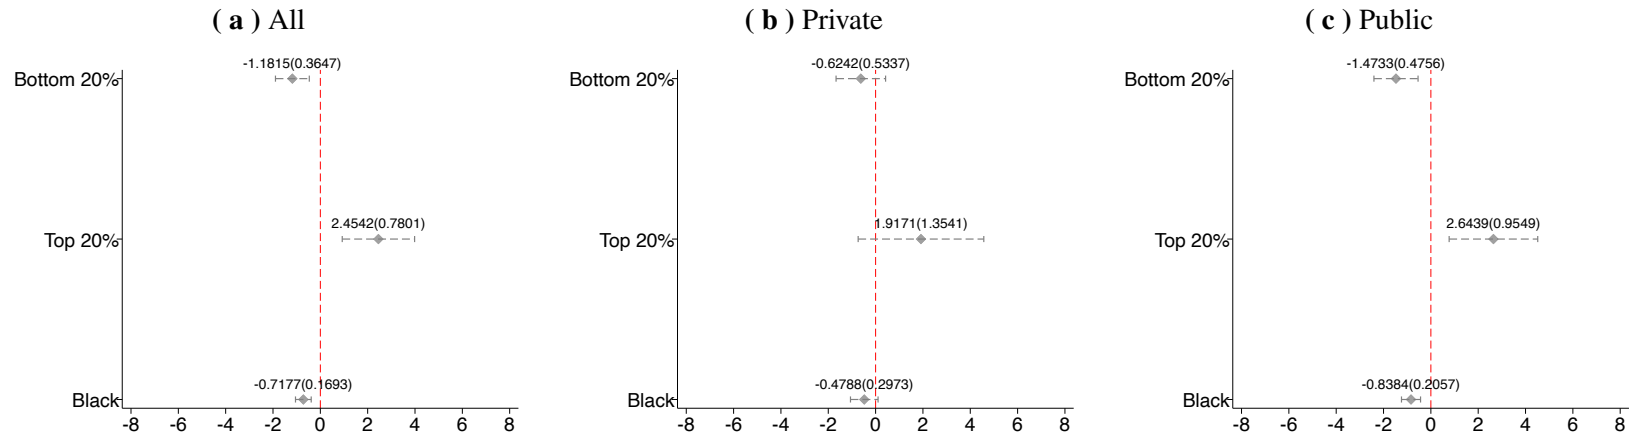 ( a ) All
-1.1815(0.3647)
Bottom 20%
2.4542(0.7801)
Top 20%
-0.7177(0.1693)
Black
-8 -6 -4 -2 0 2 4 6 8
( b ) Private
-0.6242(0.5337)
Bottom 20%
1.9171(1.3541)
Top 20%
-0.4788(0.2973)
Black
-8 -6 -4 -2 0 2 4 6 8
( c ) Public
-1.4733(0.4756)
Bottom 20%
2.6439(0.9549)
Top 20%
-0.8384(0.2057)
Black
-8 -6 -4 -2 0 2 4 6 8